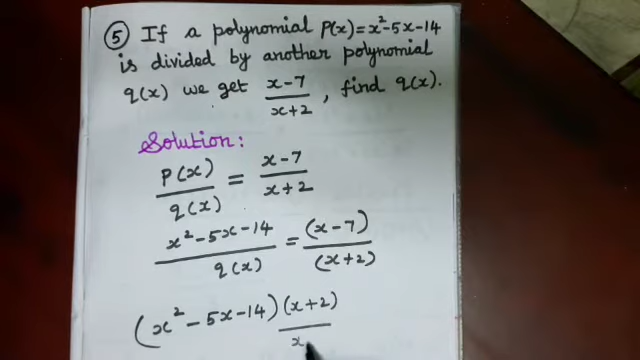 ⑤ If a polynomial P(x) = x² - 5x - 14
is divided by another polynomial
q(x) we get (x-7)/(x+2), find q(x).
Solution:
P(x)/q(x) = x-7/x+2
x² - 5x - 14/q(x) = (x-7)/(x+2)
(x² - 5x - 14) (x+2)/x